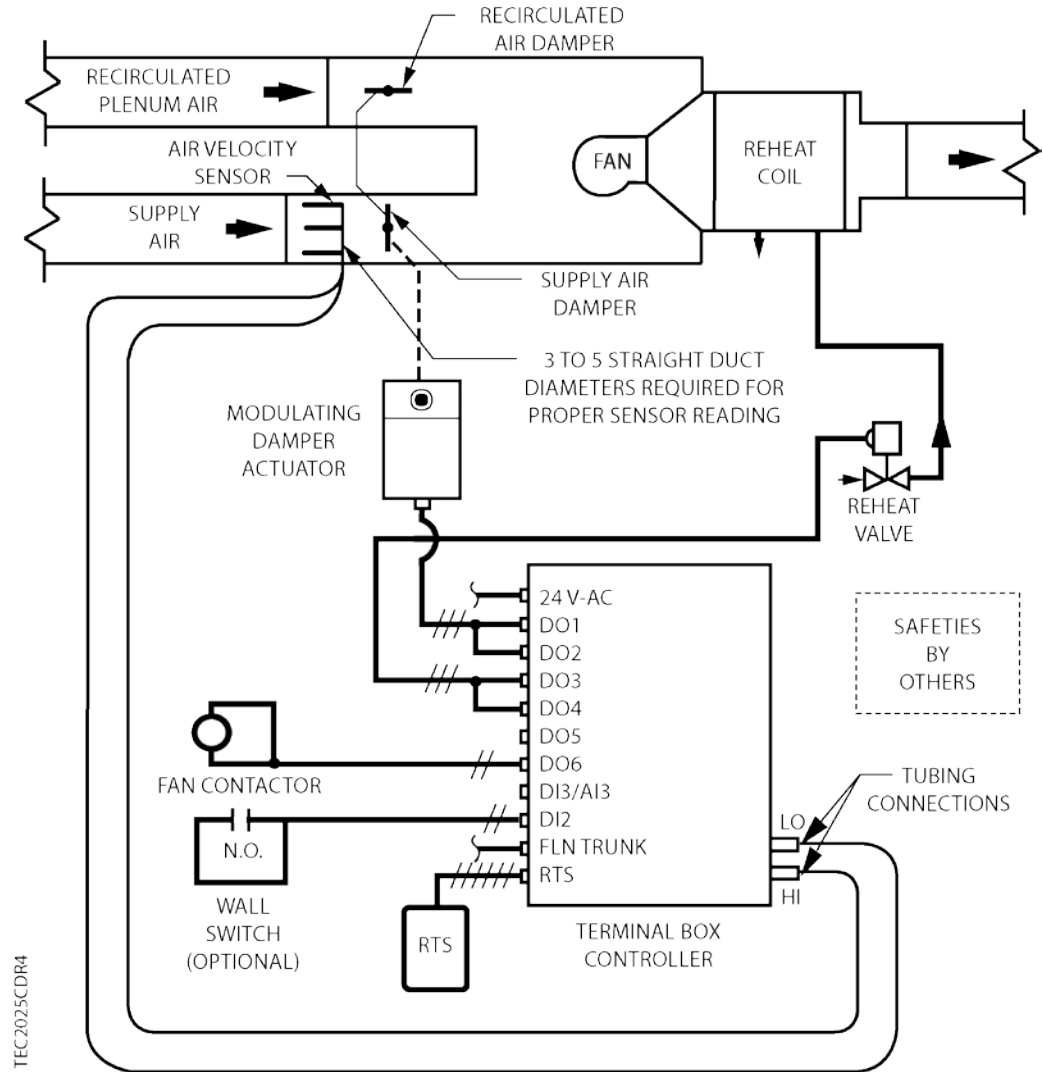 RECIRCULATED
AIR DAMPER
RECIRCULATED
PLENUM AIR
AIR VELOCITY
SENSOR
FAN
REHEAT
COIL
SUPPLY
AIR
SUPPLY AIR
DAMPER
3 TO 5 STRAIGHT DUCT
DIAMETERS REQUIRED FOR
PROPER SENSOR READING
MODULATING
DAMPER
ACTUATOR
REHEAT
VALVE
24 V-AC
DO1
DO2
DO3
DO4
DO5
DO6
DI3/AI3
DI2
FLN TRUNK
RTS
SAFETIES
BY
OTHERS
FAN CONTACTOR
TUBING
CONNECTIONS
LO
HI
N.O.
WALL
SWITCH
(OPTIONAL)
RTS
TERMINAL BOX
CONTROLLER
TEC2025CDR4